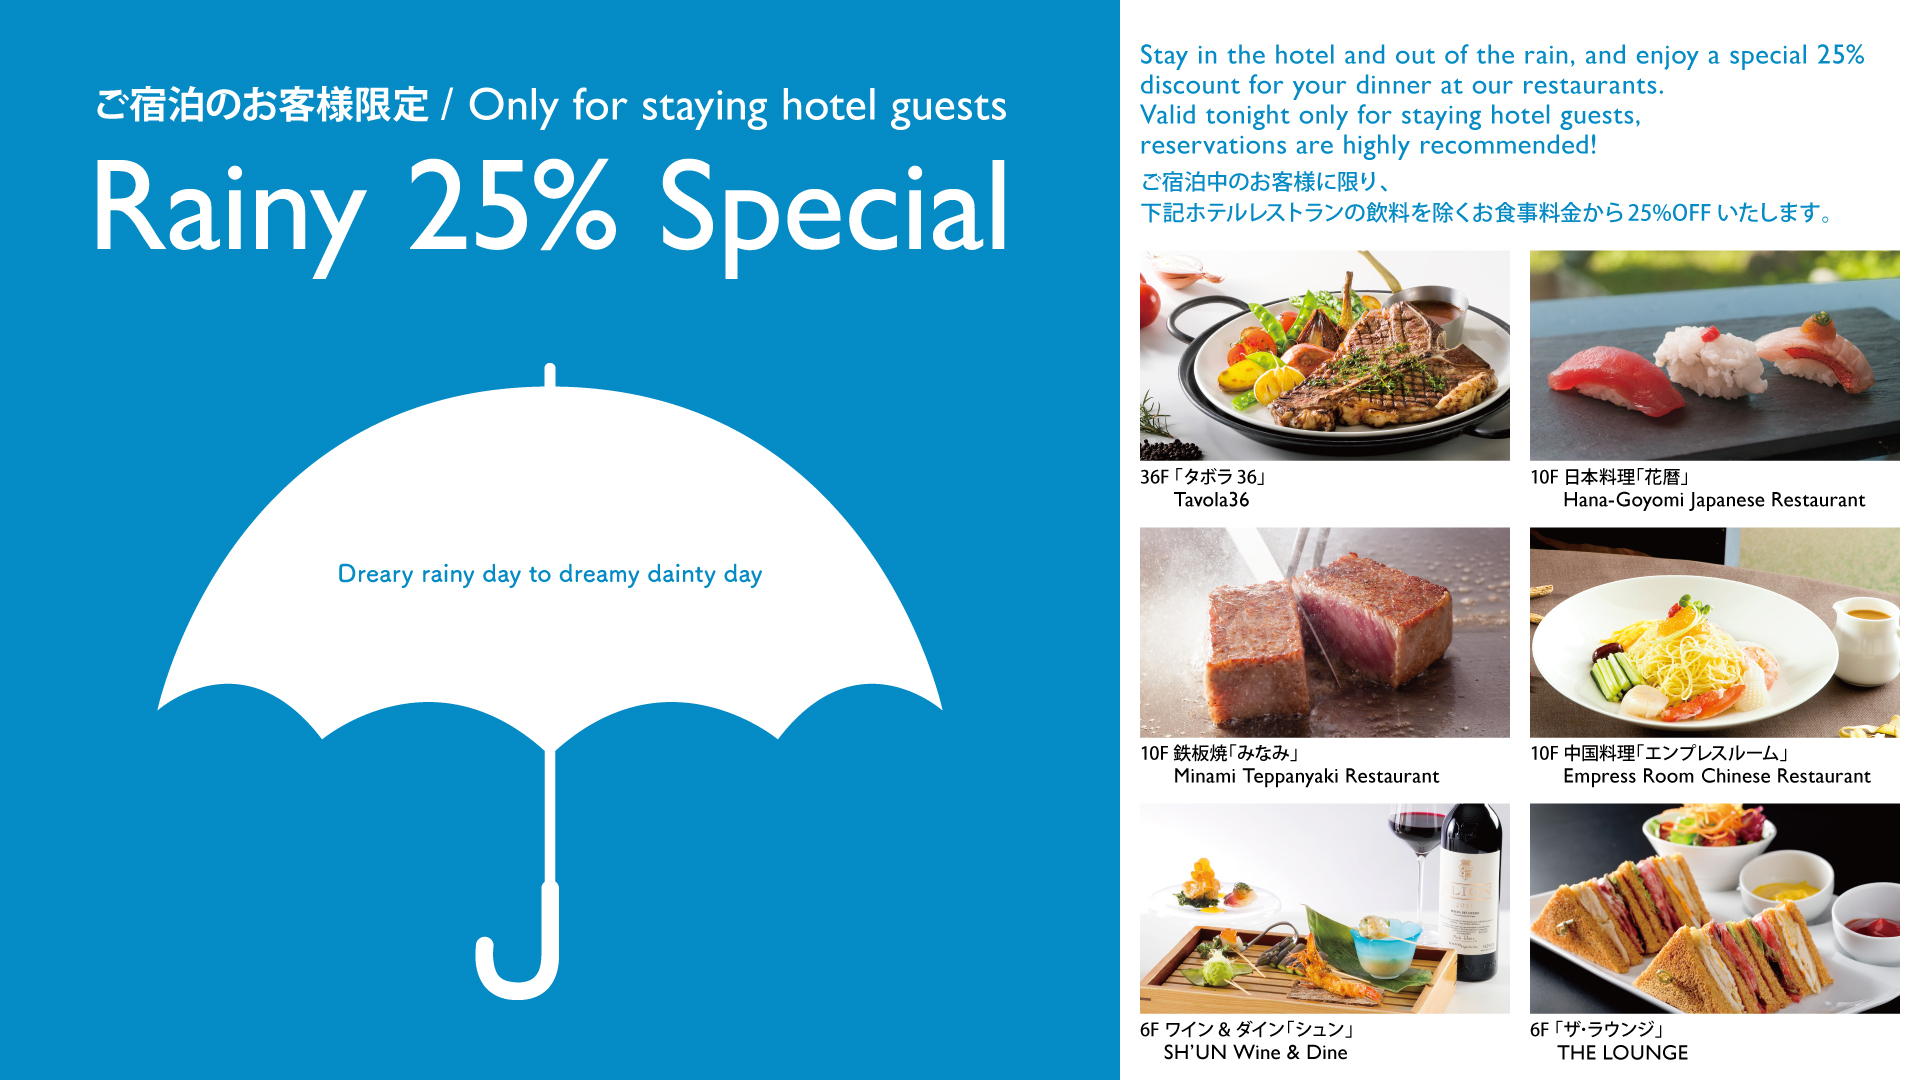 ご宿泊のお客様限定 / Only for staying hotel guests
Rainy 25% Special
Dreary rainy day to dreamy dainty day
Stay in the hotel and out of the rain, and enjoy a special 25%
discount for your dinner at our restaurants.
Valid tonight only for staying hotel guests,
reservations are highly recommended!
ご宿泊中のお客様に限り、
下記ホテルレストランの飲料を除くお食事料金から25%OFFいたします。
36F「タボラ36」
Tavola36
10F 日本料理「花暦」
Hana-Goyomi Japanese Restaurant
10F 鉄板焼「みなみ」
Minami Teppanyaki Restaurant
10F 中国料理「エンプレスルーム」
Empress Room Chinese Restaurant
6F ワイン & ダイン「シュン」
SH'UN Wine & Dine
6F「ザ・ラウンジ」
THE LOUNGE